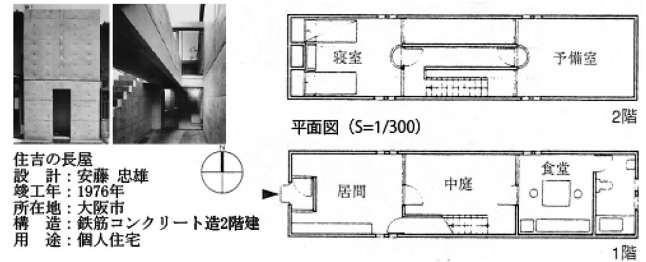 寝室
予備室
2階
平面図（S=1/300）
住吉の長屋
設　計：安藤 忠雄
竣工年：1976年
所在地：大阪市
構　造：鉄筋コンクリート造2階建
用　途：個人住宅
N
居間
中庭
食堂
1階